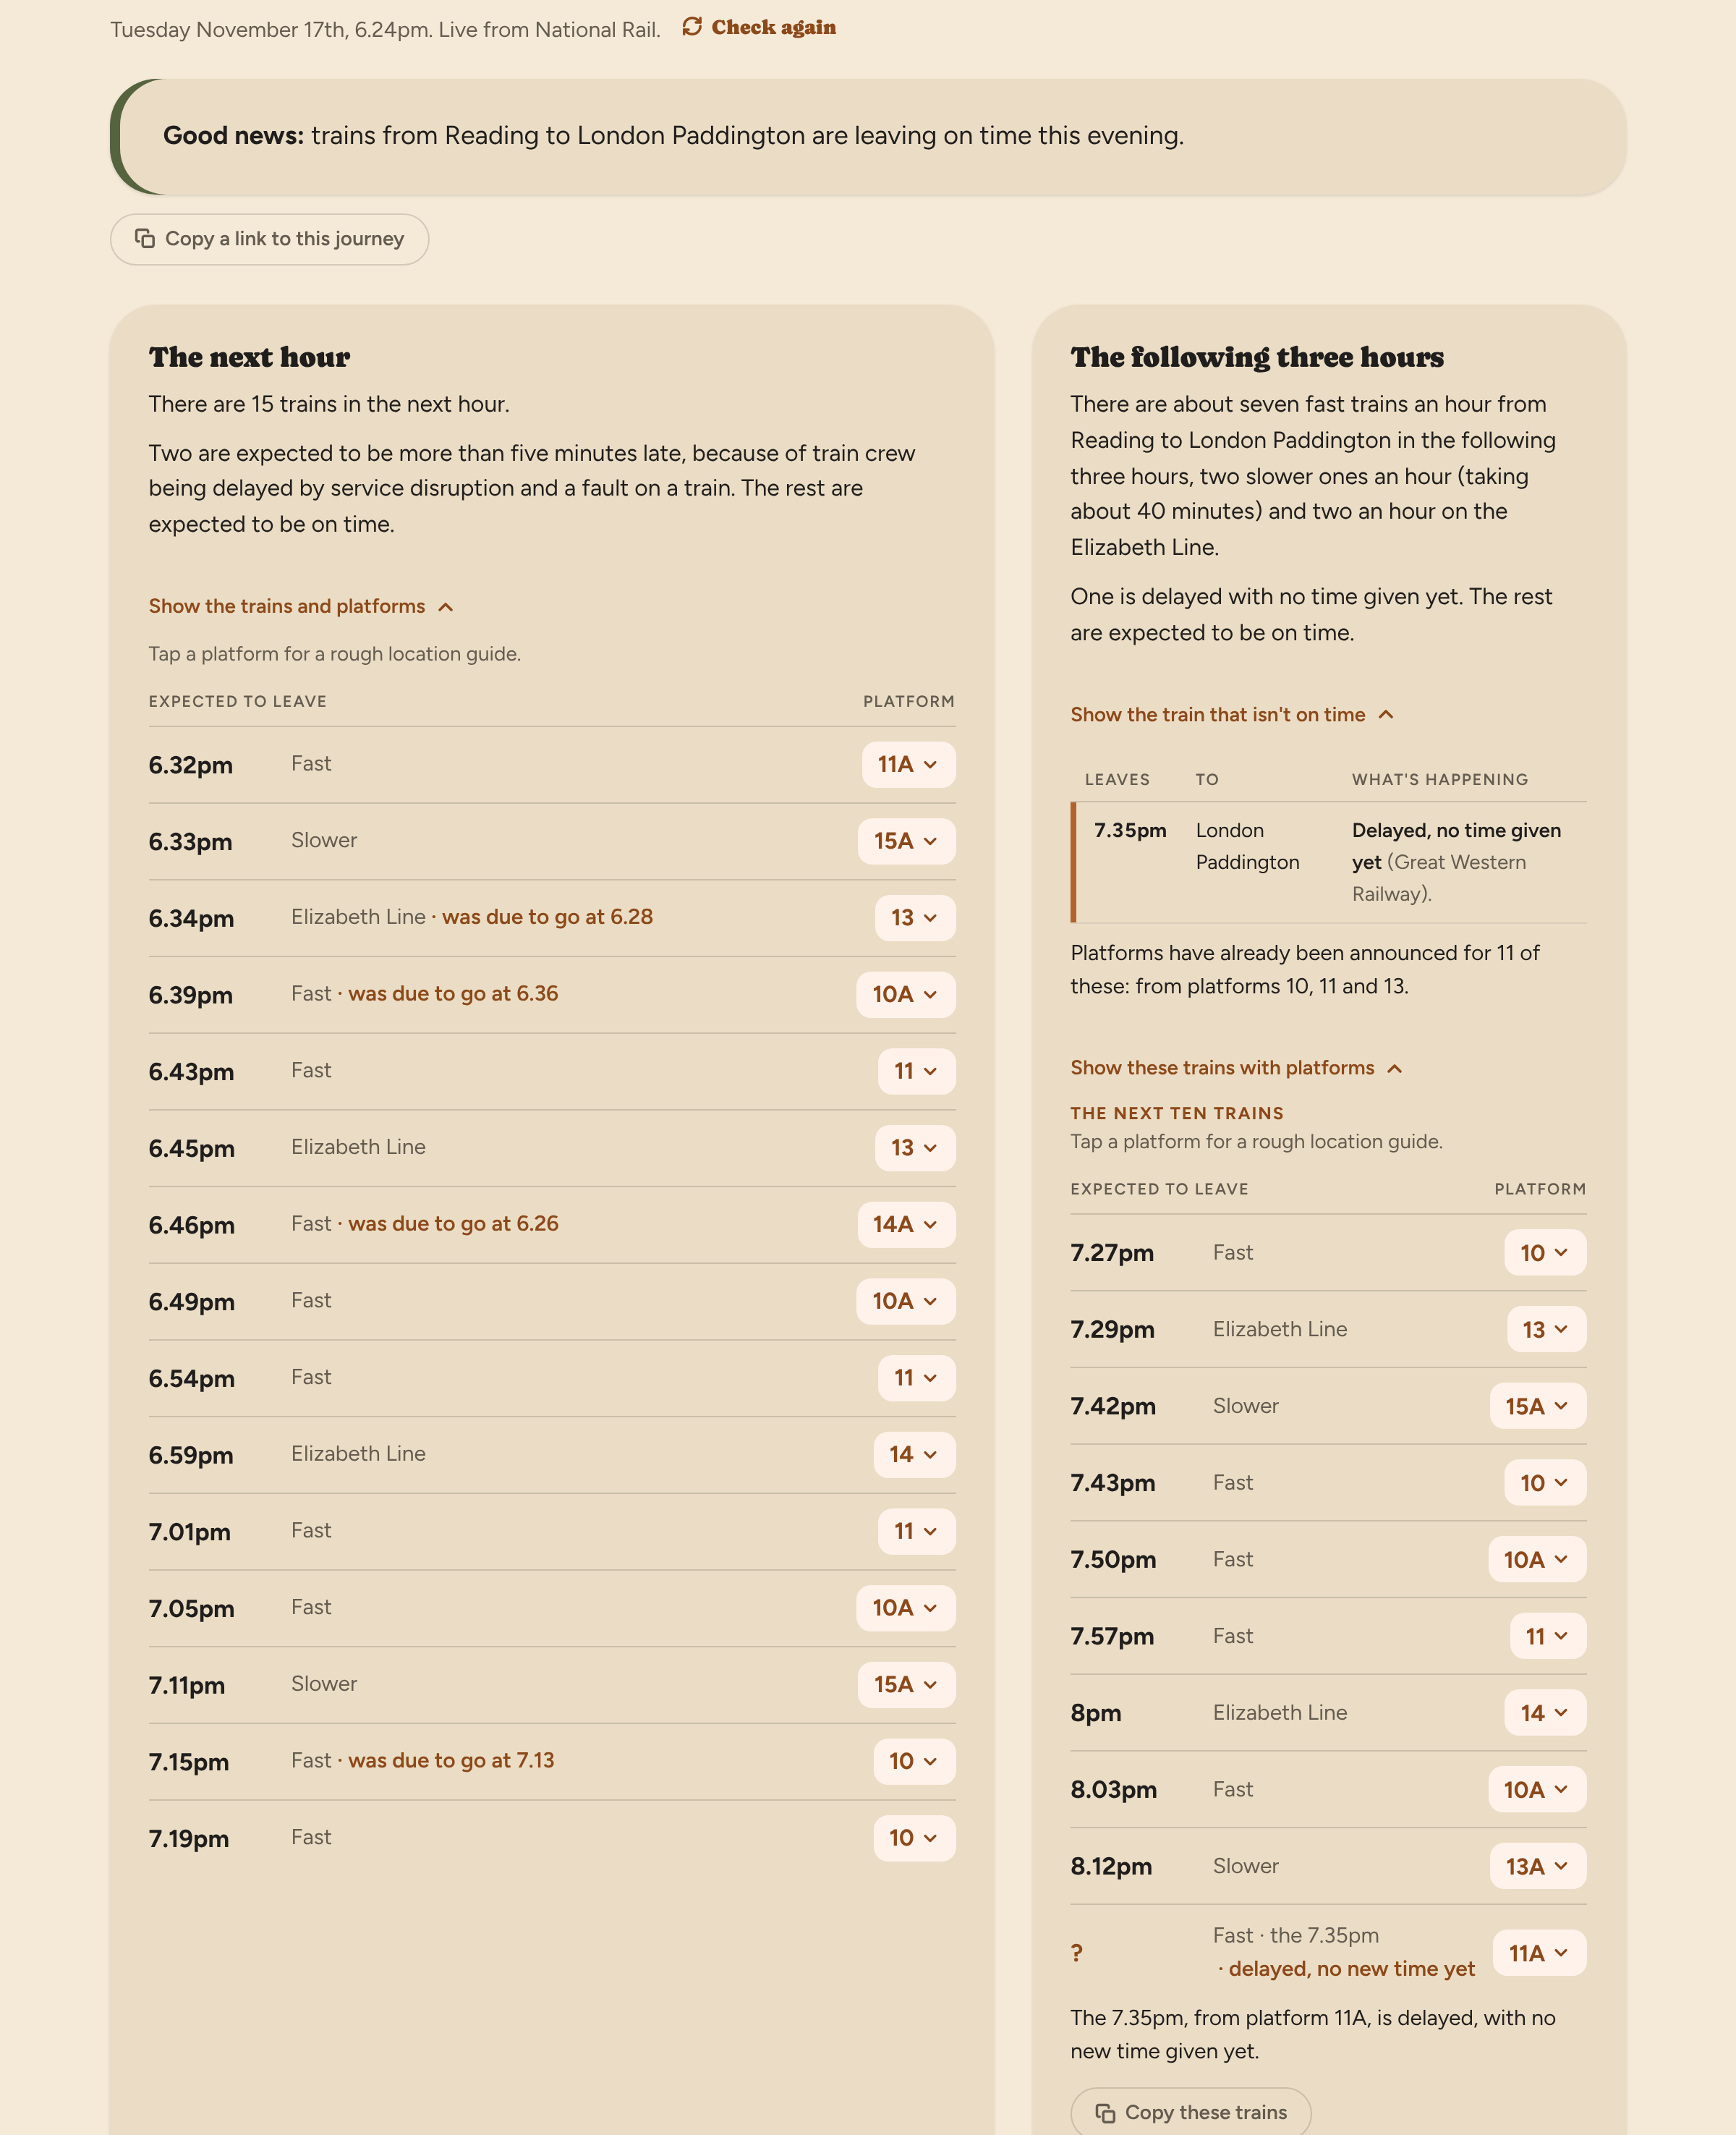 Tuesday November 17th, 6.24pm. Live from National Rail. Check again
Good news: trains from Reading to London Paddington are leaving on time this evening.
Copy a link to this journey
The next hour
There are 15 trains in the next hour.
Two are expected to be more than five minutes late, because of train crew
being delayed by service disruption and a fault on a train. The rest are
expected to be on time.
Show the trains and platforms
Tap a platform for a rough location guide.
EXPECTED TO LEAVE PLATFORM
6.32pm Fast 11A
6.33pm Slower 15A
6.34pm Elizabeth Line · was due to go at 6.28 13
6.39pm Fast · was due to go at 6.36 10A
6.43pm Fast 11
6.45pm Elizabeth Line 13
6.46pm Fast · was due to go at 6.26 14A
6.49pm Fast 10A
6.54pm Fast 11
6.59pm Elizabeth Line 14
7.01pm Fast 11
7.05pm Fast 10A
7.11pm Slower 15A
7.15pm Fast · was due to go at 7.13 10
7.19pm Fast 10
The following three hours
There are about seven fast trains an hour from
Reading to London Paddington in the following
three hours, two slower ones an hour (taking
about 40 minutes) and two an hour on the
Elizabeth Line.
One is delayed with no time given yet. The rest
are expected to be on time.
Show the train that isn't on time
LEAVES TO WHAT'S HAPPENING
7.35pm London Delayed, no time given
Paddington yet (Great Western
Railway).
Platforms have already been announced for 11 of
these: from platforms 10, 11 and 13.
Show these trains with platforms
THE NEXT TEN TRAINS
Tap a platform for a rough location guide.
EXPECTED TO LEAVE PLATFORM
7.27pm Fast 10
7.29pm Elizabeth Line 13
7.42pm Slower 15A
7.43pm Fast 10
7.50pm Fast 10A
7.57pm Fast 11
8pm Elizabeth Line 14
8.03pm Fast 10A
8.12pm Slower 13A
? Fast · the 7.35pm 11A
· delayed, no new time yet
The 7.35pm, from platform 11A, is delayed, with no
new time given yet.
Copy these trains